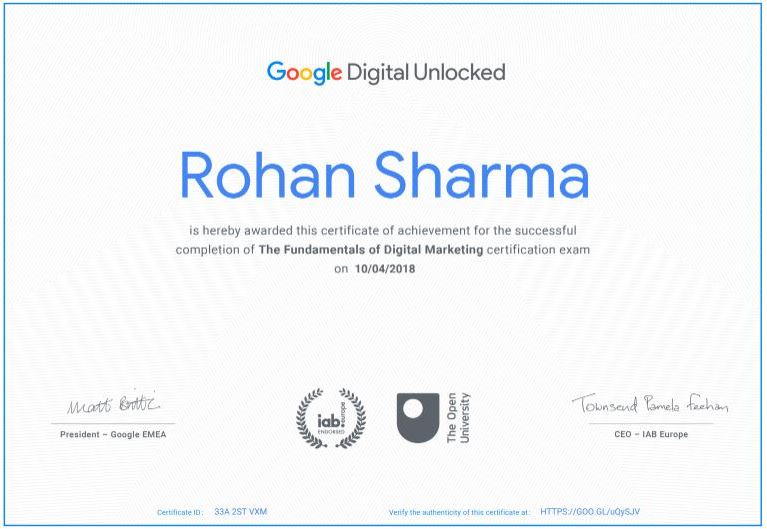 Google Digital Unlocked
Rohan Sharma
is hereby awarded this certificate of achievement for the successful
completion of The Fundamentals of Digital Marketing certification exam
on 10/04/2018
Matt Brittin
Townsend Pamela Feehan
President – Google EMEA
iab.europe
ENDORSED
The Open
University
CEO – IAB Europe
Certificate ID: 33A 2ST VXM
Verify the authenticity of this certificate at: HTTPS://GOO.GL/uQySJV